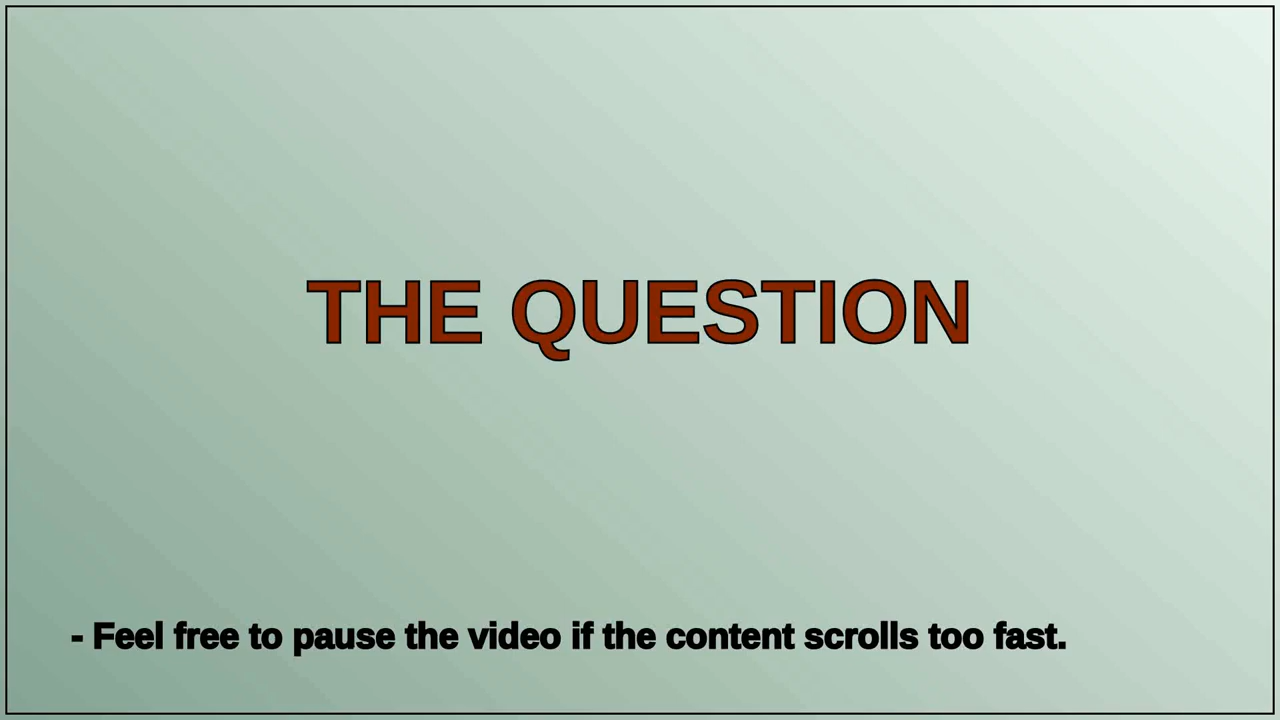 THE QUESTION
- Feel free to pause the video if the content scrolls too fast.